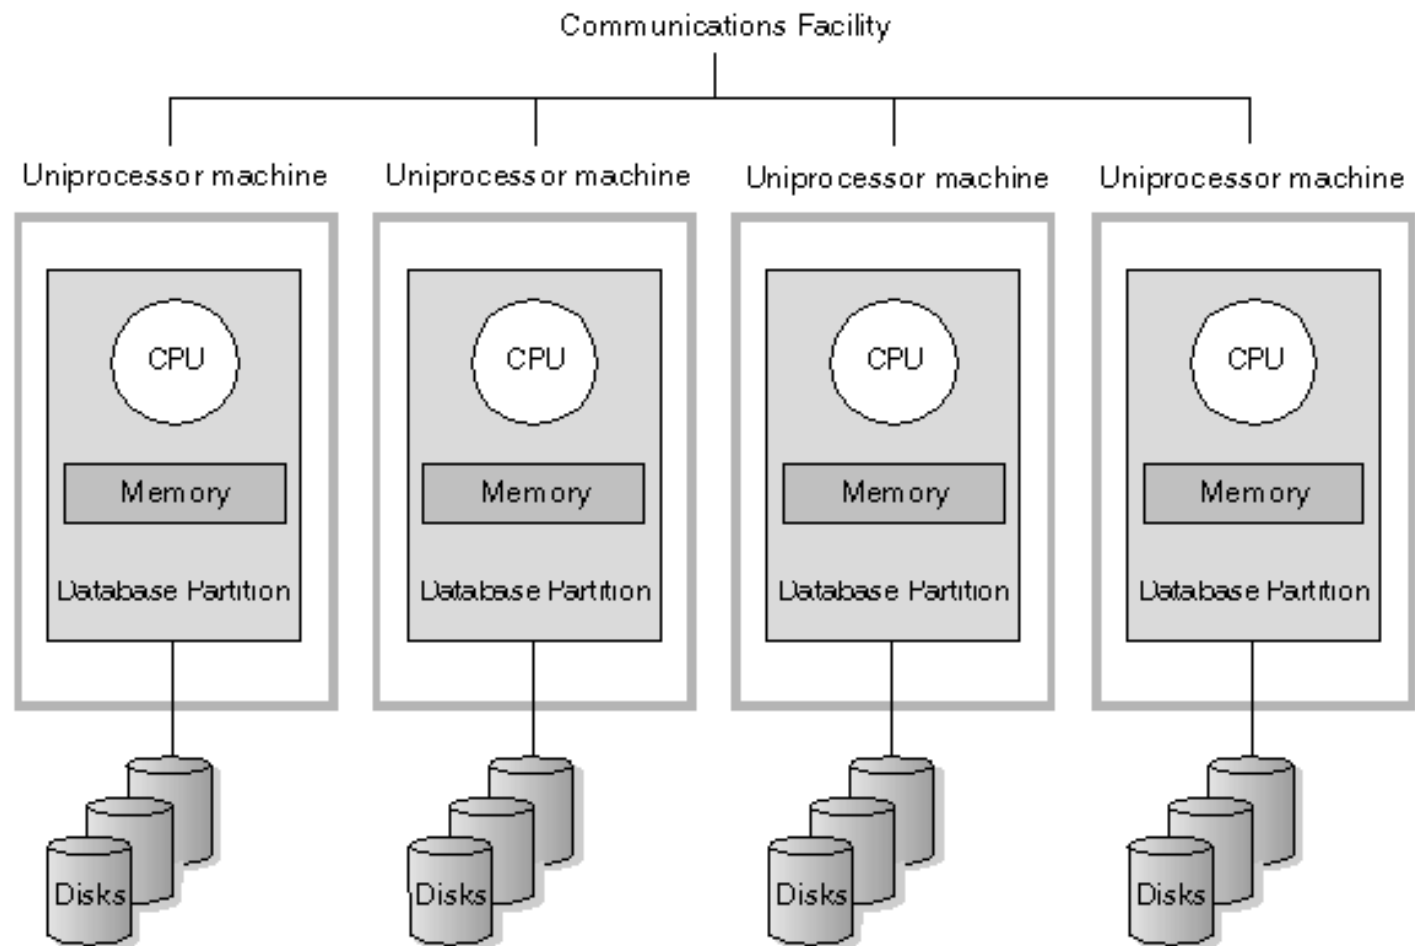 Communications Facility
Uniprocessor machine Uniprocessor machine Uniprocessor machine Uniprocessor machine
CPU CPU CPU CPU
Memory Memory Memory Memory
Database Partition Database Partition Database Partition Database Partition
Disks Disks Disks Disks